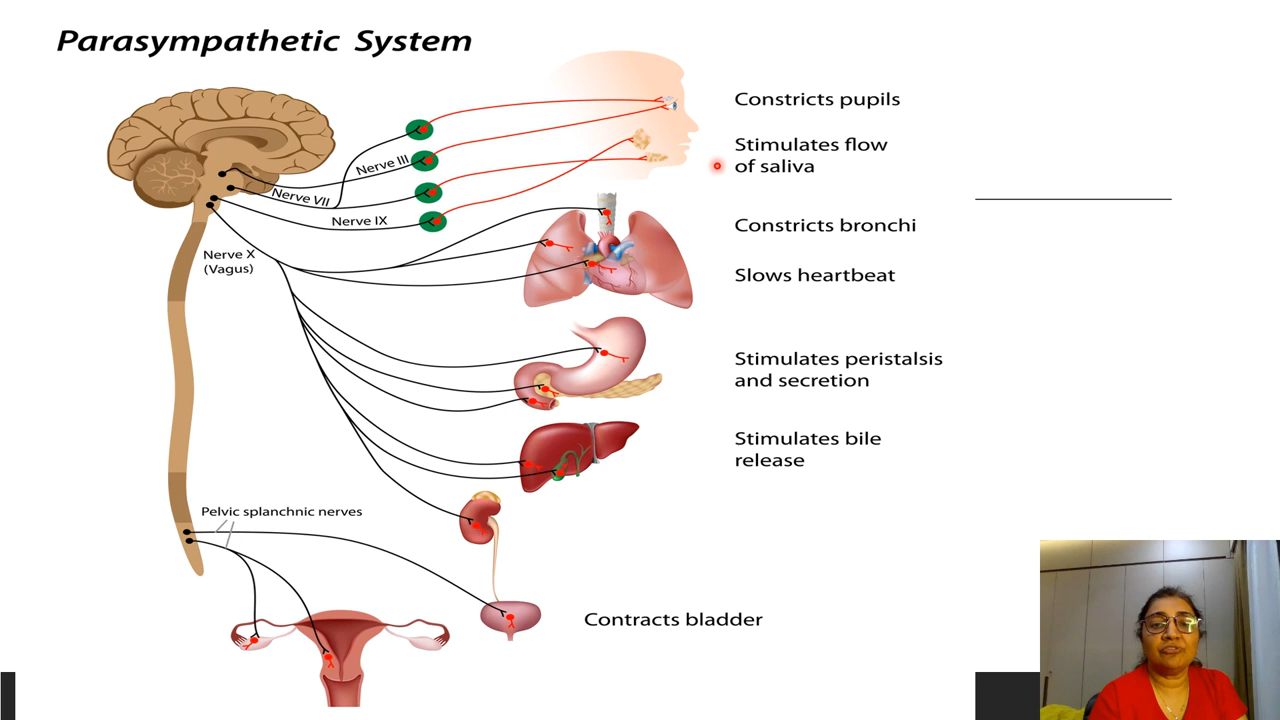 Parasympathetic System
Constricts pupils
Stimulates flow
of saliva
Nerve III
Nerve VII
Nerve IX
Constricts bronchi
Nerve X
(Vagus)
Slows heartbeat
Stimulates peristalsis
and secretion
Stimulates bile
release
Pelvic splanchnic nerves
Contracts bladder